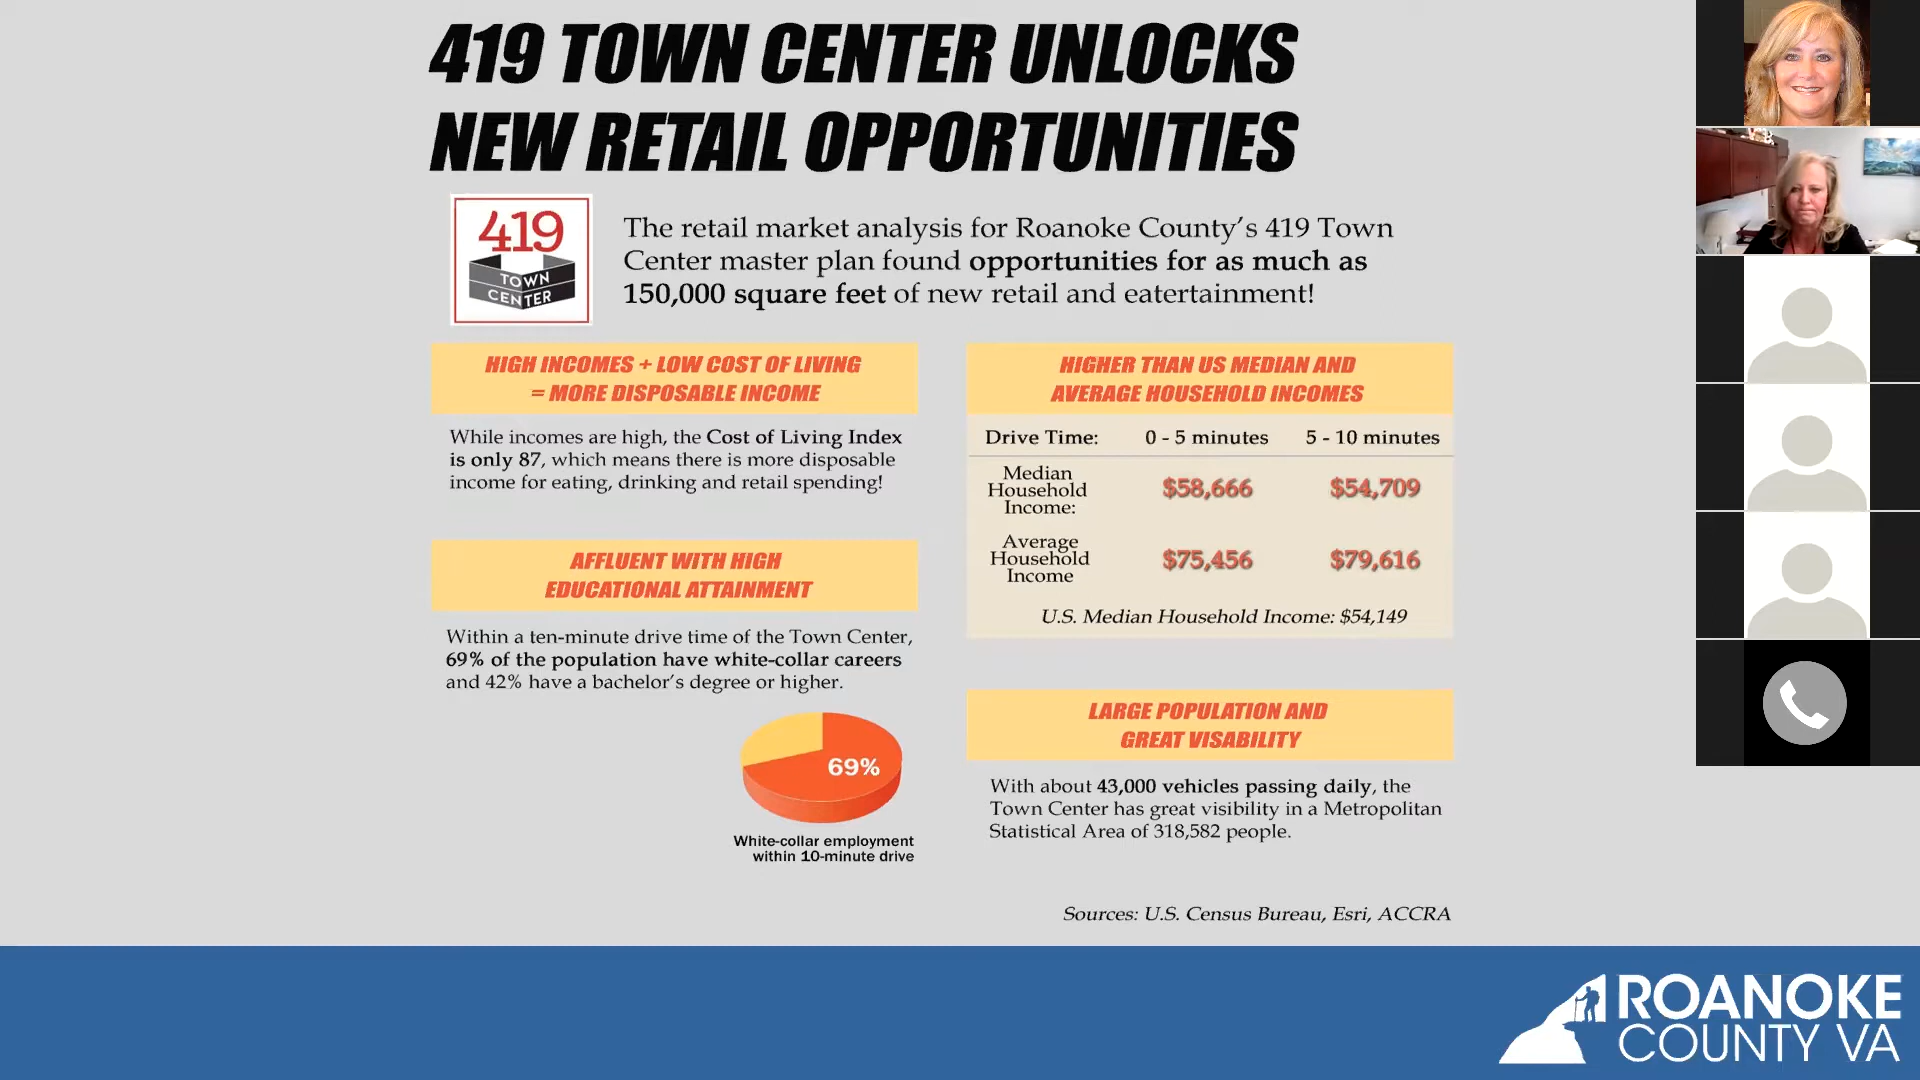 419 TOWN CENTER UNLOCKS
NEW RETAIL OPPORTUNITIES
419
TOWN
CENTER
The retail market analysis for Roanoke County's 419 Town
Center master plan found opportunities for as much as
150,000 square feet of new retail and eatertainment!
HIGH INCOMES + LOW COST OF LIVING
= MORE DISPOSABLE INCOME
While incomes are high, the Cost of Living Index
is only 87, which means there is more disposable
income for eating, drinking and retail spending!
AFFLUENT WITH HIGH
EDUCATIONAL ATTAINMENT
Within a ten-minute drive time of the Town Center,
69% of the population have white-collar careers
and 42% have a bachelor's degree or higher.
69%
White-collar employment
within 10-minute drive
HIGHER THAN US MEDIAN AND
AVERAGE HOUSEHOLD INCOMES
Drive Time: 0 - 5 minutes 5 - 10 minutes
Median
Household
Income:
$58,666 $54,709
Average
Household
Income
$75,456 $79,616
U.S. Median Household Income: $54,149
LARGE POPULATION AND
GREAT VISABILITY
With about 43,000 vehicles passing daily, the
Town Center has great visibility in a Metropolitan
Statistical Area of 318,582 people.
Sources: U.S. Census Bureau, Esri, ACCRA
ROANOKE
COUNTY VA